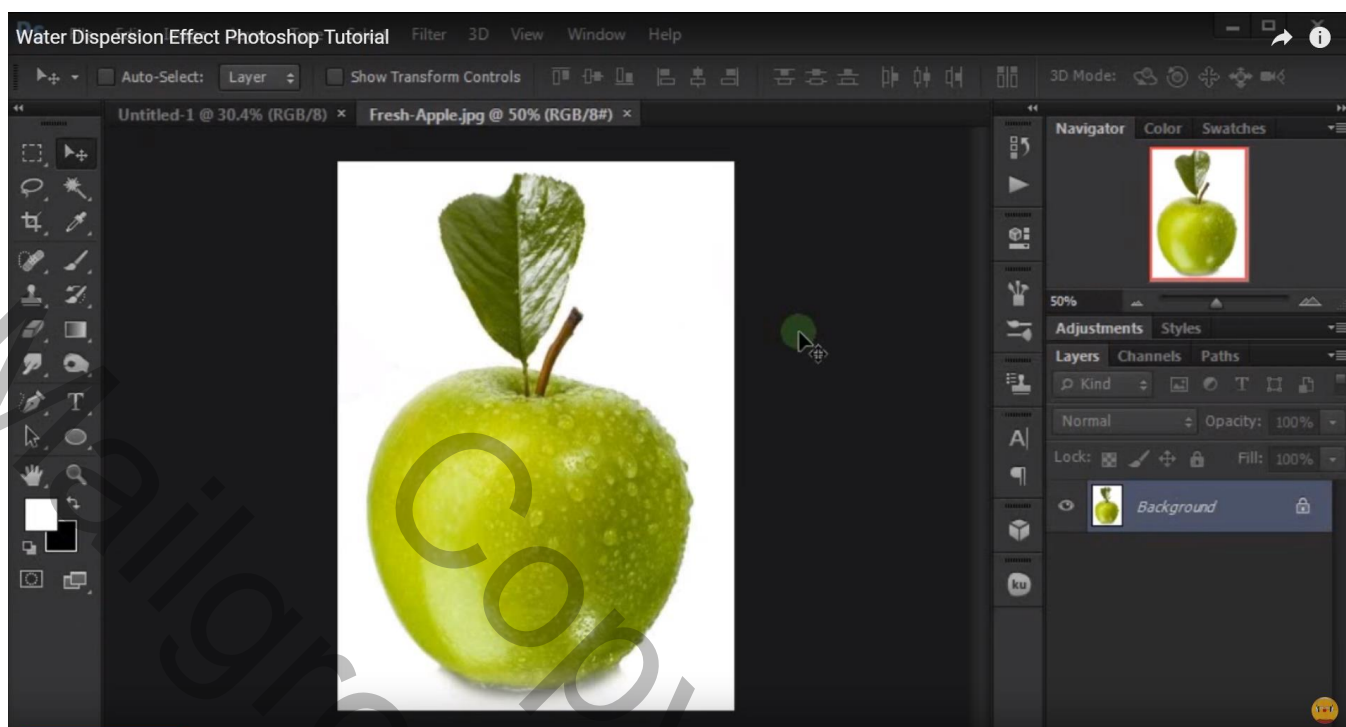 Water Dispersion Effect Photoshop Tutorial
Filter 3D View Window Help
Auto-Select: Layer Show Transform Controls 3D Mode:
Untitled-1 @ 30.4% (RGB/8) × Fresh-Apple.jpg @ 50% (RGB/8#) ×
Navigator Color Swatches
50%
Adjustments Styles
Layers Channels Paths
Kind
Normal Opacity: 100%
Lock: Fill: 100%
Background
ku
Copy